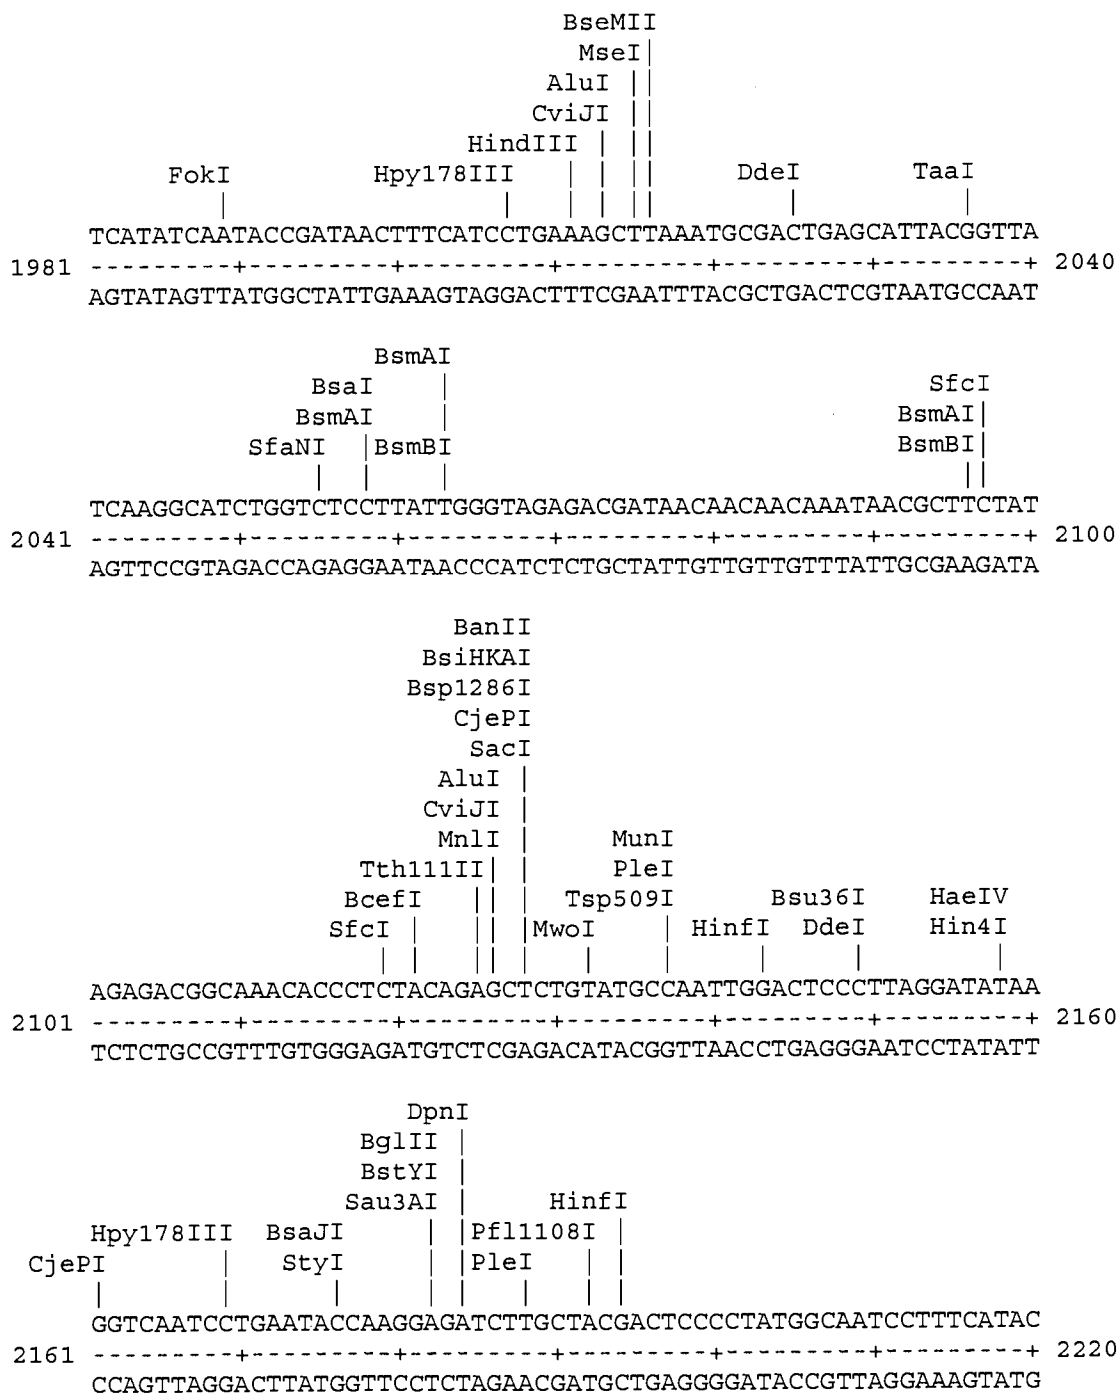 BseMII
MseI|
AluI ||
CviJI ||
HindIII | ||
FokI Hpy178III | | || DdeI TaaI
| | | | || | |
TCATATCAATACCGATAACTTTCATCCTGAAAGCTTAAATGCGACTGAGCATTACGGTTA
1981 ---------+---------+---------+---------+---------+---------+ 2040
AGTATAGTTATGGCTATTGAAAGTAGGACTTTCGAATTTACGCTGACTCGTAATGCCAAT
BsmAI
BsaI | SfcI
BsmAI | BsmAI|
SfaNI |BsmBI BsmBI|
| | | ||
TCAAGGCATCTGGTCTCCTTATTGGGTAGAGACGATAACAACAACAAATAACGCTTCTAT
2041 ---------+---------+---------+---------+---------+---------+ 2100
AGTTCCGTAGACCAGAGGAATAACCCATCTCTGCTATTGTTGTTGTTTATTGCGAAGATA
BanII
BsiHKAI
Bsp1286I
CjePI
SacI
AluI |
CviJI |
MnlI | MunI
Tth111II| | PleI
BcefI || | Tsp509I Bsu36I HaeIV
SfcI | || |MwoI | HinfI DdeI Hin4I
| | || | | | | | |
AGAGACGGCAAACACCCTCTACAGAGCTCTGTATGCCAATTGGACTCCCTTAGGATATAA
2101 ---------+---------+---------+---------+---------+---------+ 2160
TCTCTGCCGTTTGTGGGAGATGTCTCGAGACATACGGTTAACCTGAGGGAATCCTATATT
DpnI
BglII |
BstYI |
Sau3AI | HinfI
Hpy178III BsaJI | |Pfl1108I |
CjePI | StyI | |PleI | |
| | | | | | | |
GGTCAATCCTGAATACCAAGGAGATCTTGCTACGACTCCCCTATGGCAATCCTTTCATAC
2161 ---------+---------+---------+---------+---------+---------+ 2220
CCAGTTAGGACTTATGGTTCCTCTAGAACGATGCTGAGGGGATACCGTTAGGAAAGTATG